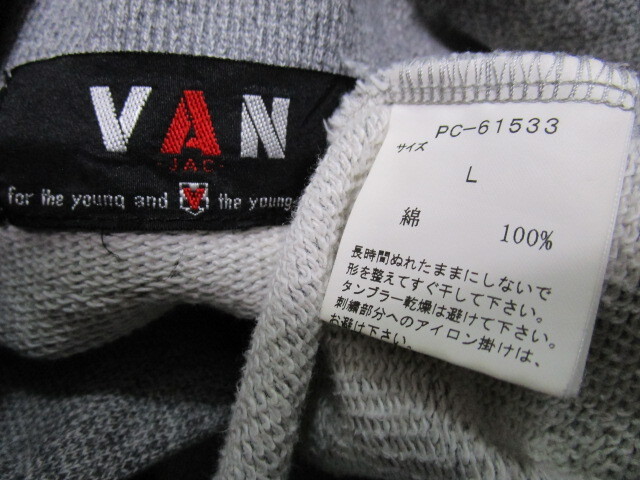 VAN
JAC
for the young and the young-
PC-61533
サイズ
L
綿 100%
長時間ぬれたままにしないで
形を整えてすぐ干して下さい。
タンブラー乾燥は避けて下さい。
刺繍部分へのアイロン掛けは、
お避け下さい。